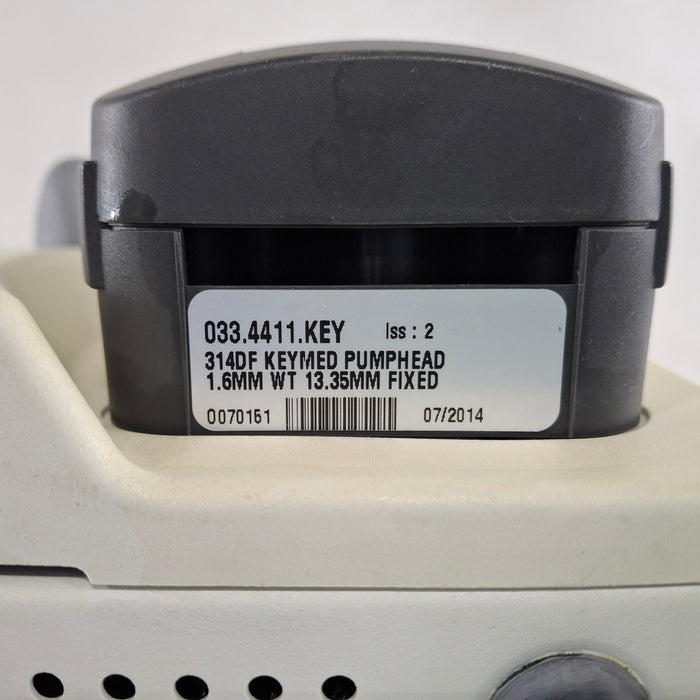 033.4411.KEY Iss : 2
314DF KEYMED PUMPHEAD
1.6MM WT 13.35MM FIXED
0070151 07/2014